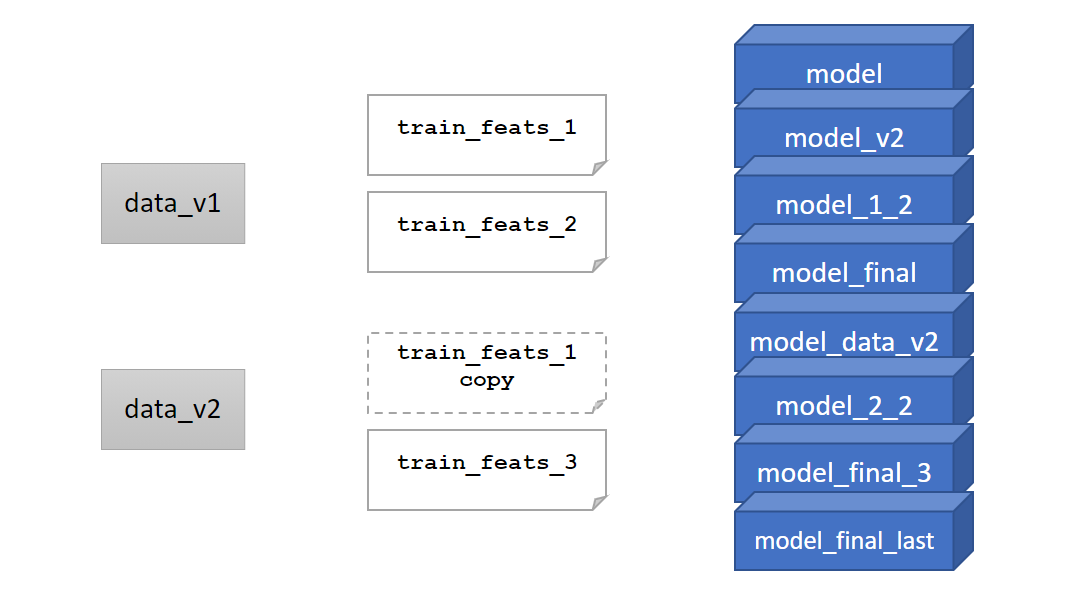 data_v1
data_v2
train_feats_1
train_feats_2
train_feats_1
copy
train_feats_3
model
model_v2
model_1_2
model_final
model_data_v2
model_2_2
model_final_3
model_final_last